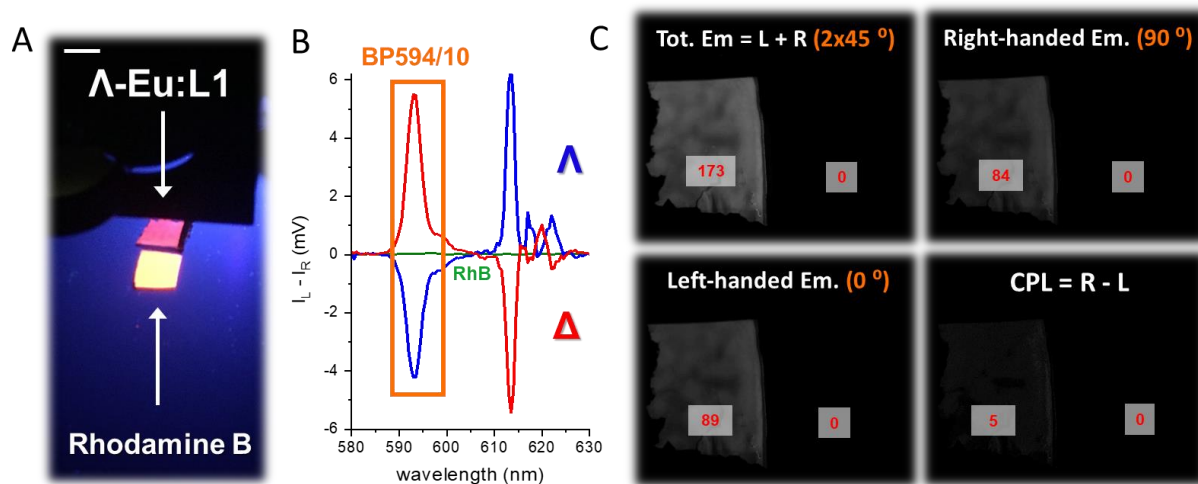 A
Λ-Eu:L1
Rhodamine B
B
BP594/10
6
4
2
0
-2
-4
-6
I_L - I_R (mV)
Λ
RhB
Δ
580 590 600 610 620 630
wavelength (nm)
C
Tot. Em = L + R (2x45 º)
173
0
Right-handed Em. (90 º)
84
0
Left-handed Em. (0 º)
89
0
CPL = R - L
5
0